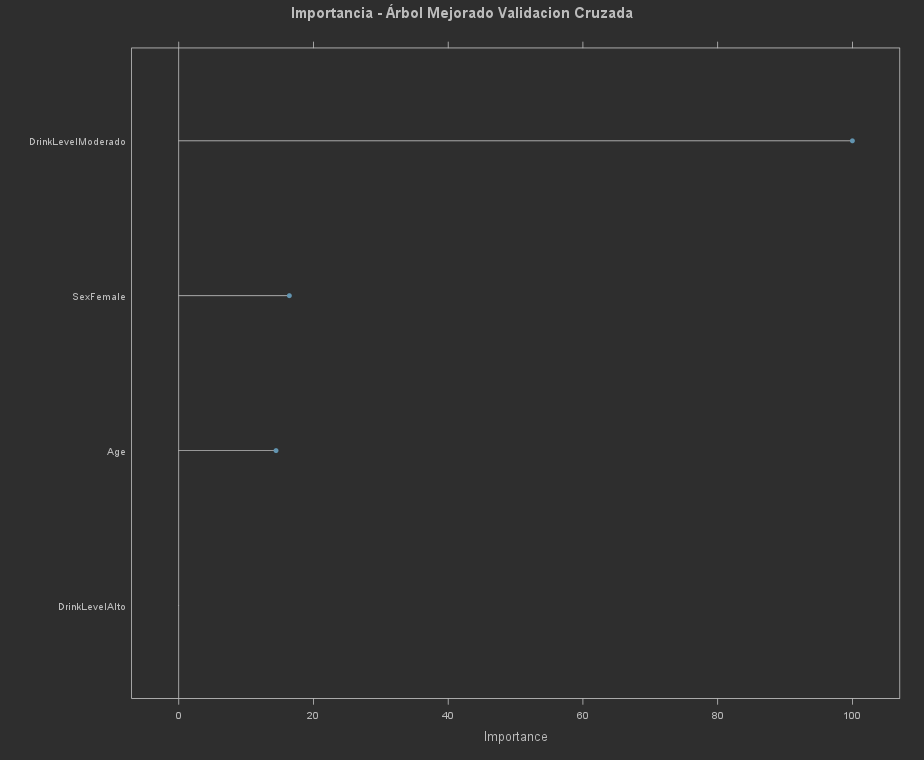 Importancia - Árbol Mejorado Validacion Cruzada
DrinkLevelModerado
SexFemale
Age
DrinkLevelAlto
0 20 40 60 80 100
Importance